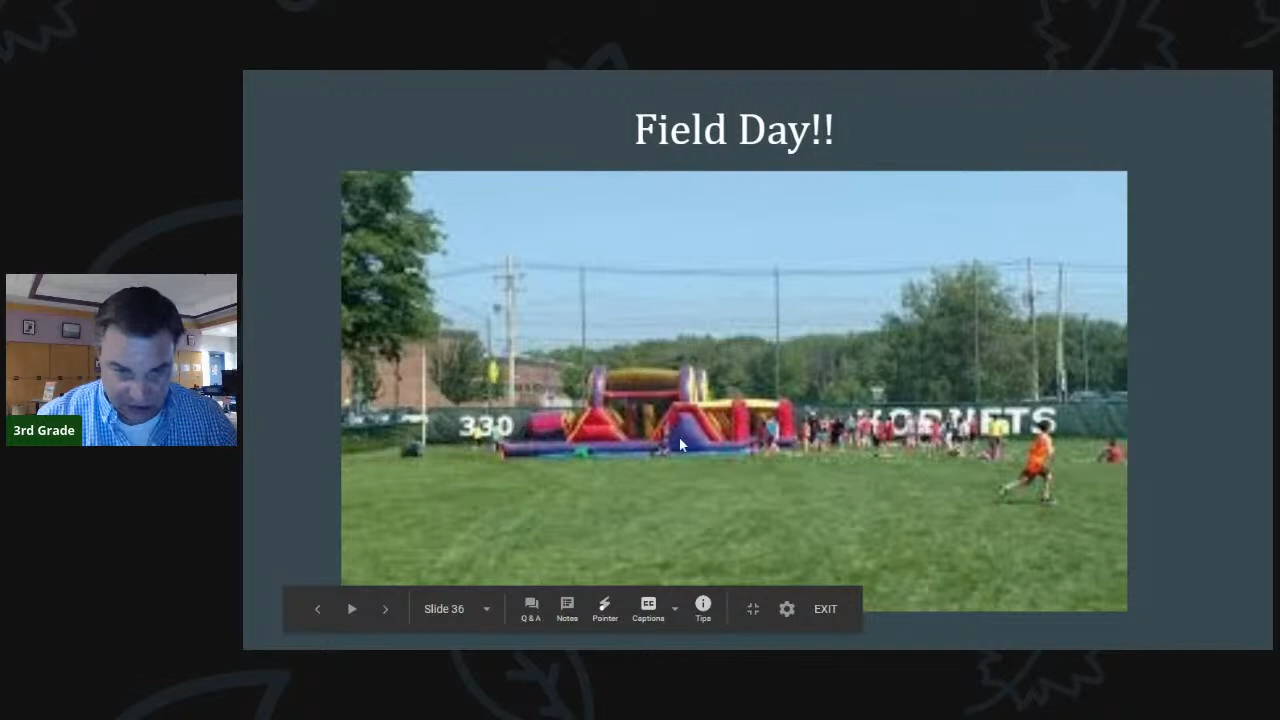 Field Day!!
330
HORNETS
3rd Grade
Slide 36
Q & A
Notes
Pointer
Captions
Tips
EXIT